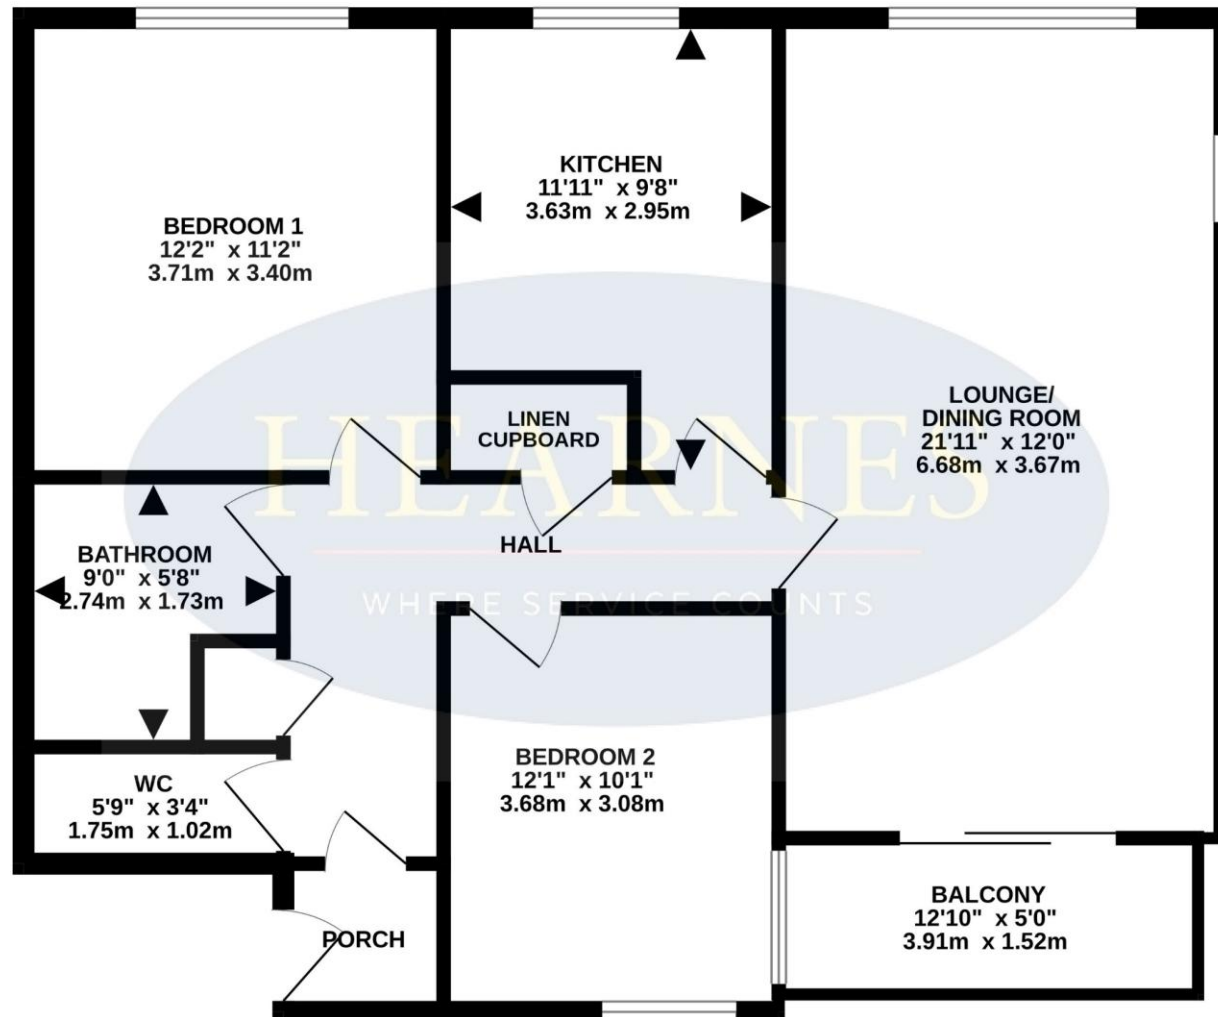 BEDROOM 1
12'2" x 11'2"
3.71m x 3.40m
KITCHEN
11'11" x 9'8"
3.63m x 2.95m
LOUNGE/
DINING ROOM
21'11" x 12'0"
6.68m x 3.67m
LINEN
CUPBOARD
HEARNES
WHERE SERVICE COUNTS
HALL
BATHROOM
9'0" x 5'8"
2.74m x 1.73m
WC
5'9" x 3'4"
1.75m x 1.02m
BEDROOM 2
12'1" x 10'1"
3.68m x 3.08m
BALCONY
12'10" x 5'0"
3.91m x 1.52m
PORCH